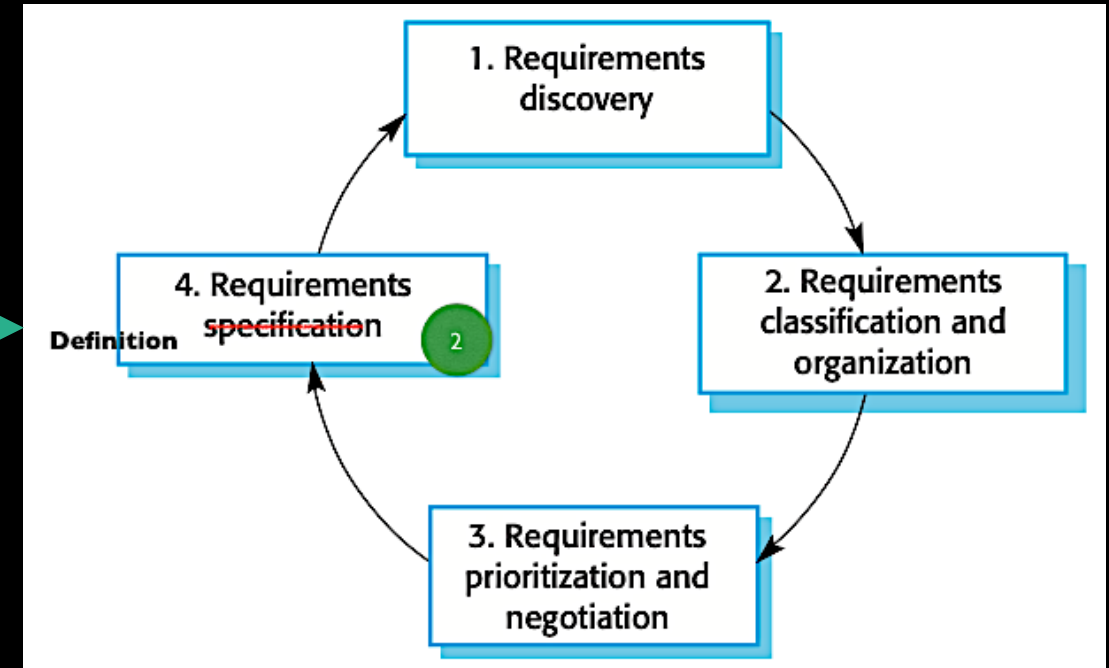 1. Requirements
discovery
2. Requirements
classification and
organization
3. Requirements
prioritization and
negotiation
4. Requirements
specification
Definition
2